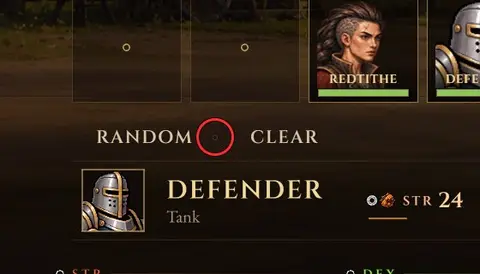 REDTITHE
RANDOM
CLEAR
DEFENDER
Tank
STR 24